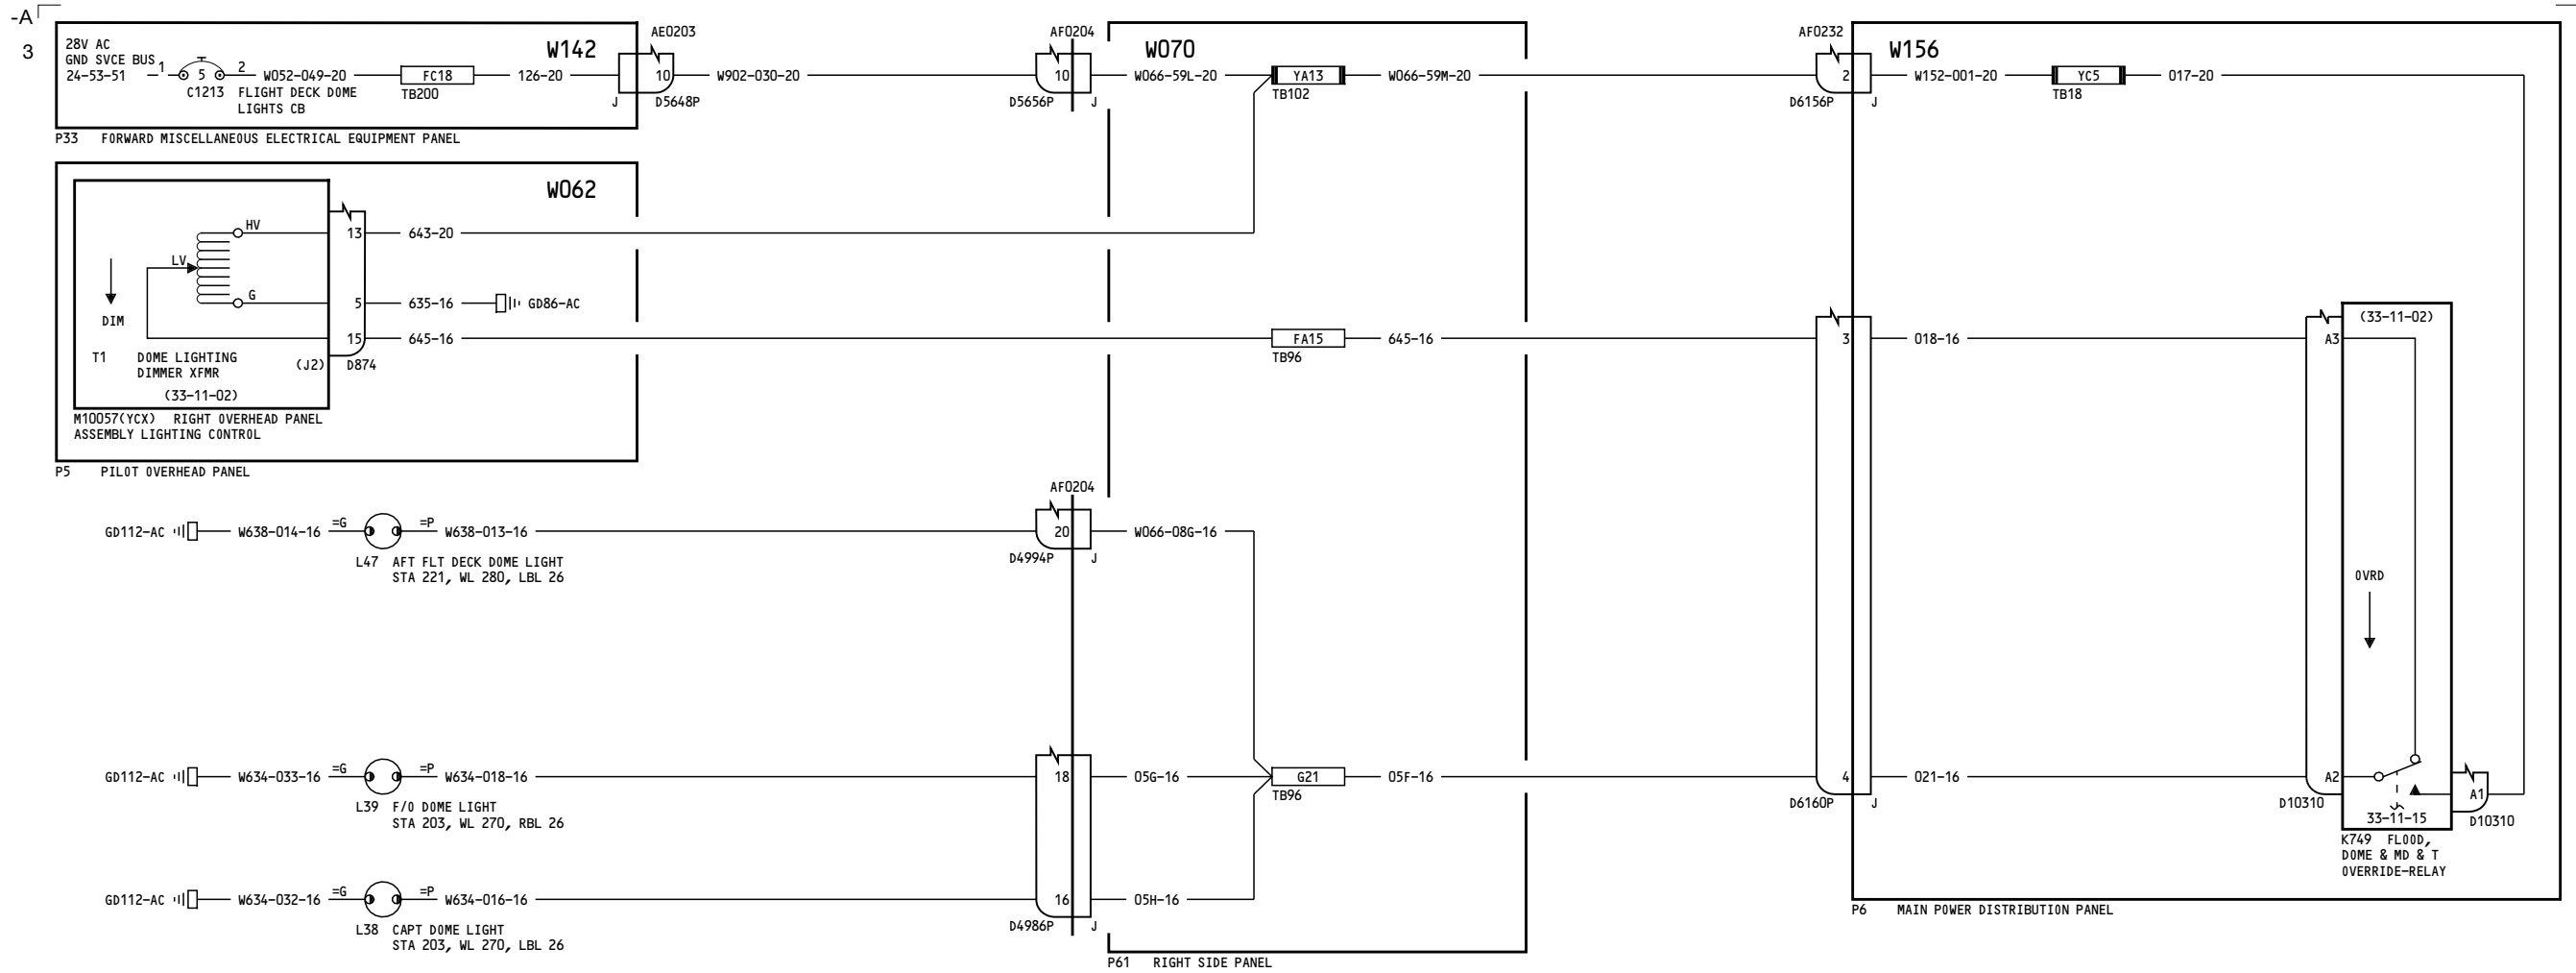 -A
3
28V AC
GND SVCE BUS
24-53-51
1
5
2
C1213
FLIGHT DECK DOME
LIGHTS CB
W052-049-20
FC18
TB200
126-20
W142
J
AE0203
10
D5648P
P33 FORWARD MISCELLANEOUS ELECTRICAL EQUIPMENT PANEL
W902-030-20
AF0204
10
D5656P
J
W070
W066-59L-20
YA13
TB102
W066-59M-20
AF0232
2
D6156P
J
W156
W152-001-20
YC5
TB18
017-20
W062
HV
LV
G
DIM
T1 DOME LIGHTING
DIMMER XFMR
(33-11-02)
(J2)
13
5
15
D874
643-20
635-16
GD86-AC
645-16
M10057(YCX) RIGHT OVERHEAD PANEL
ASSEMBLY LIGHTING CONTROL
P5 PILOT OVERHEAD PANEL
FA15
TB96
645-16
3
018-16
A3
(33-11-02)
GD112-AC
W638-014-16
=G
=P
W638-013-16
L47 AFT FLT DECK DOME LIGHT
STA 221, WL 280, LBL 26
AF0204
20
D4994P
J
W066-08G-16
OVRD
GD112-AC
W634-033-16
=G
=P
W634-018-16
L39 F/O DOME LIGHT
STA 203, WL 270, RBL 26
18
05G-16
G21
TB96
05F-16
4
D6160P
J
021-16
A2
D10310
33-11-15
A1
D10310
K749 FLOOD,
DOME & MD & T
OVERRIDE-RELAY
GD112-AC
W634-032-16
=G
=P
W634-016-16
L38 CAPT DOME LIGHT
STA 203, WL 270, LBL 26
16
D4986P
J
05H-16
P61 RIGHT SIDE PANEL
P6 MAIN POWER DISTRIBUTION PANEL